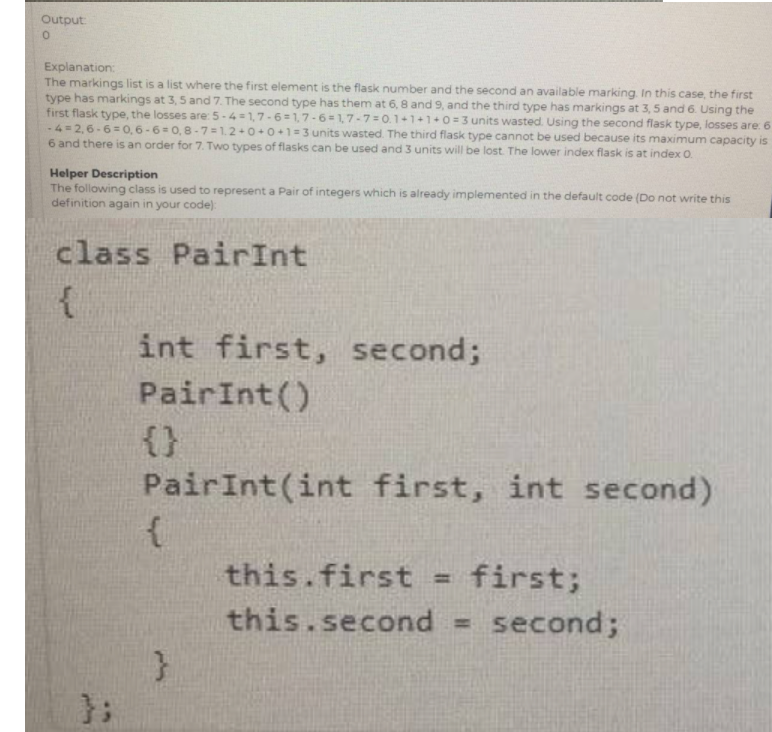 Output:
0
Explanation:
The markings list is a list where the first element is the flask number and the second an available marking. In this case, the first
type has markings at 3, 5 and 7. The second type has them at 6, 8 and 9, and the third type has markings at 3, 5 and 6. Using the
first flask type, the losses are: 5 - 4 = 1, 7 - 6 = 1, 7 - 6 = 1, 7 - 7 = 0. 1 + 1 + 1 + 0 = 3 units wasted. Using the second flask type, losses are: 6
- 4 = 2, 6 - 6 = 0, 6 - 6 = 0, 8 - 7 = 1. 2 + 0 + 0 + 1 = 3 units wasted. The third flask type cannot be used because its maximum capacity is
6 and there is an order for 7. Two types of flasks can be used and 3 units will be lost. The lower index flask is at index 0.
Helper Description
The following class is used to represent a Pair of integers which is already implemented in the default code (Do not write this
definition again in your code):
class PairInt
{
int first, second;
PairInt()
{}
PairInt(int first, int second)
{
this.first = first;
this.second = second;
}
};